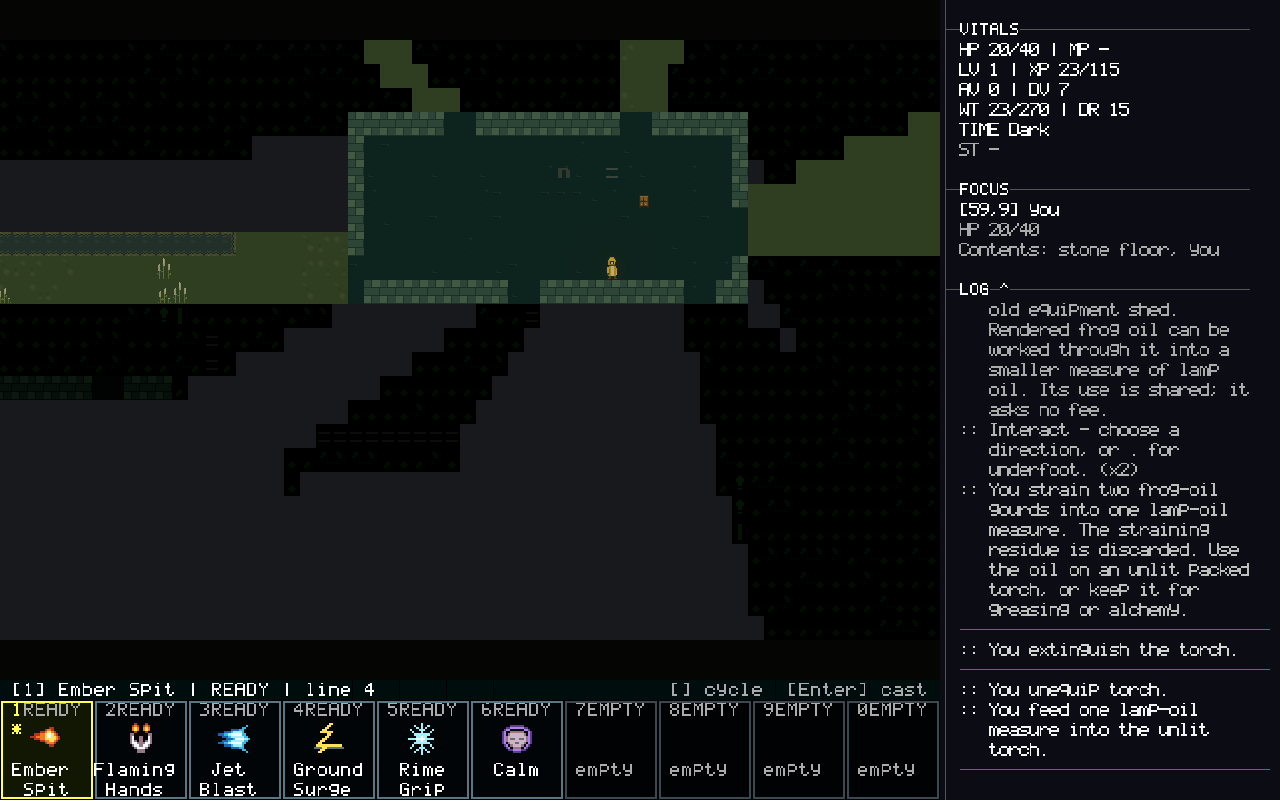 VITALS
HP 20/40 | MP -
LV 1 | XP 23/115
AV 0 | DV 7
WT 23/270 | DR 15
TIME Dark
ST -
FOCUS
[59,9] You
HP 20/40
Contents: stone floor, You
LOG ^
old equipment shed.
Rendered frog oil can be
worked through it into a
smaller measure of lamp
oil. Its use is shared; it
asks no fee.
:: Interact - choose a
direction, or . for
underfoot. (x2)
:: You strain two frog-oil
gourds into one lamp-oil
measure. The straining
residue is discarded. Use
the oil on an unlit packed
torch, or keep it for
greasing or alchemy.
:: You extinguish the torch.
:: You unequip torch.
:: You feed one lamp-oil
measure into the unlit
torch.
n =
[1] Ember Spit | READY | line 4 [] cycle [Enter] cast
1READY 2READY 3READY 4READY 5READY 6READY 7EMPTY 8EMPTY 9EMPTY 0EMPTY
*
Ember Flaming Jet Ground Rime Calm empty empty empty empty
Spit Hands Blast Surge Grip